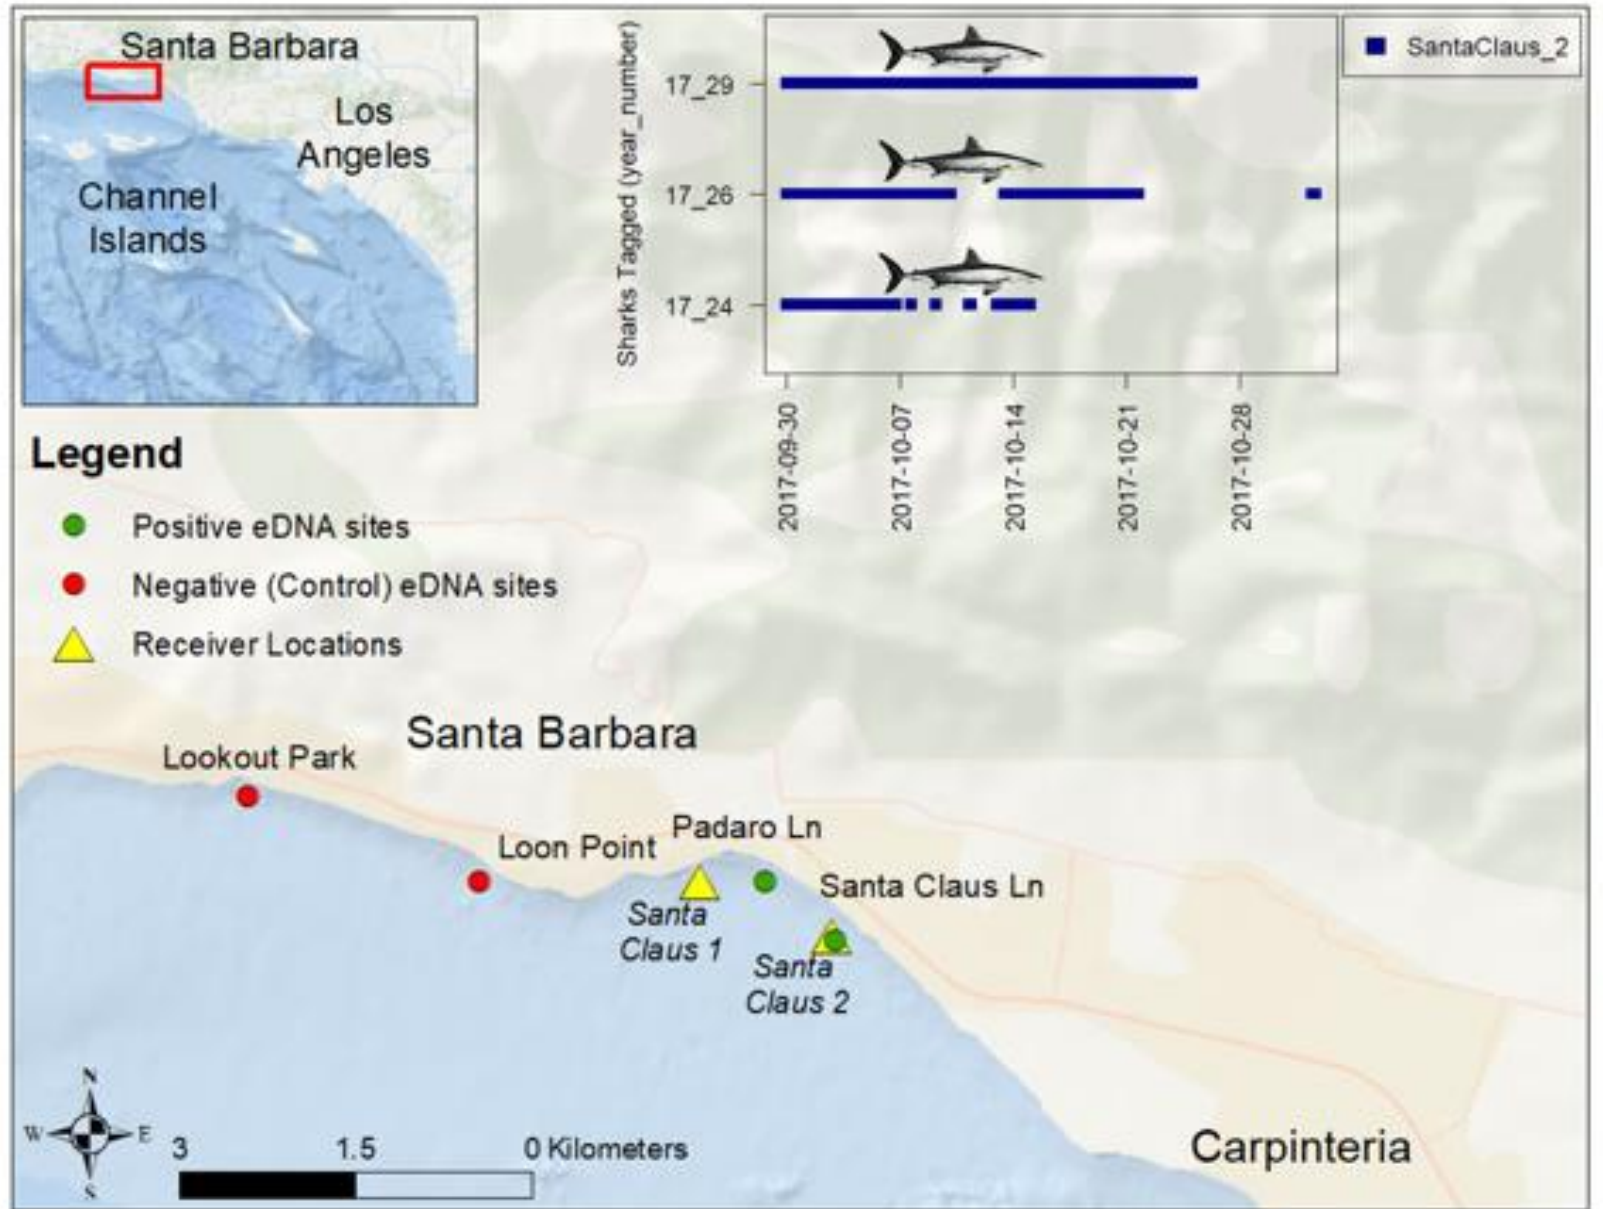 Santa Barbara
Los
Angeles
Channel
Islands
Sharks Tagged (year_number)
17_29
17_26
17_24
2017-09-30
2017-10-07
2017-10-14
2017-10-21
2017-10-28
SantaClaus_2
Legend
Positive eDNA sites
Negative (Control) eDNA sites
Receiver Locations
Santa Barbara
Lookout Park
Loon Point
Padaro Ln
Santa Claus Ln
Santa
Claus 1
Santa
Claus 2
N
W E
S
3 1.5 0 Kilometers
Carpinteria